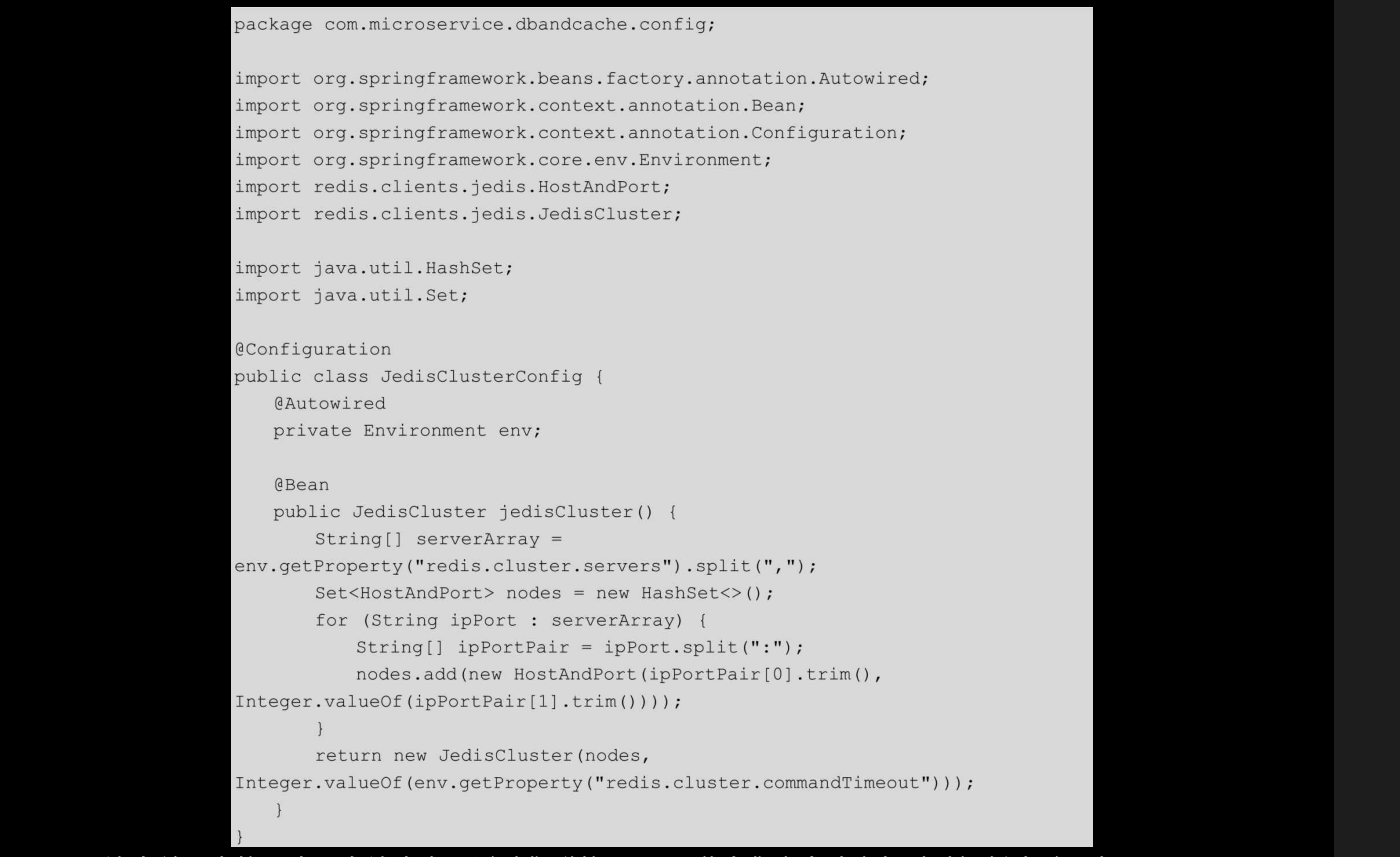 package com.microservice.dbandcache.config;

import org.springframework.beans.factory.annotation.Autowired;
import org.springframework.context.annotation.Bean;
import org.springframework.context.annotation.Configuration;
import org.springframework.core.env.Environment;
import redis.clients.jedis.HostAndPort;
import redis.clients.jedis.JedisCluster;

import java.util.HashSet;
import java.util.Set;

@Configuration
public class JedisClusterConfig {
    @Autowired
    private Environment env;

    @Bean
    public JedisCluster jedisCluster() {
        String[] serverArray =
env.getProperty("redis.cluster.servers").split(",");
        Set<HostAndPort> nodes = new HashSet<>();
        for (String ipPort : serverArray) {
            String[] ipPortPair = ipPort.split(":");
            nodes.add(new HostAndPort(ipPortPair[0].trim(),
Integer.valueOf(ipPortPair[1].trim())));
        }
        return new JedisCluster(nodes,
Integer.valueOf(env.getProperty("redis.cluster.commandTimeout")));
    }
}